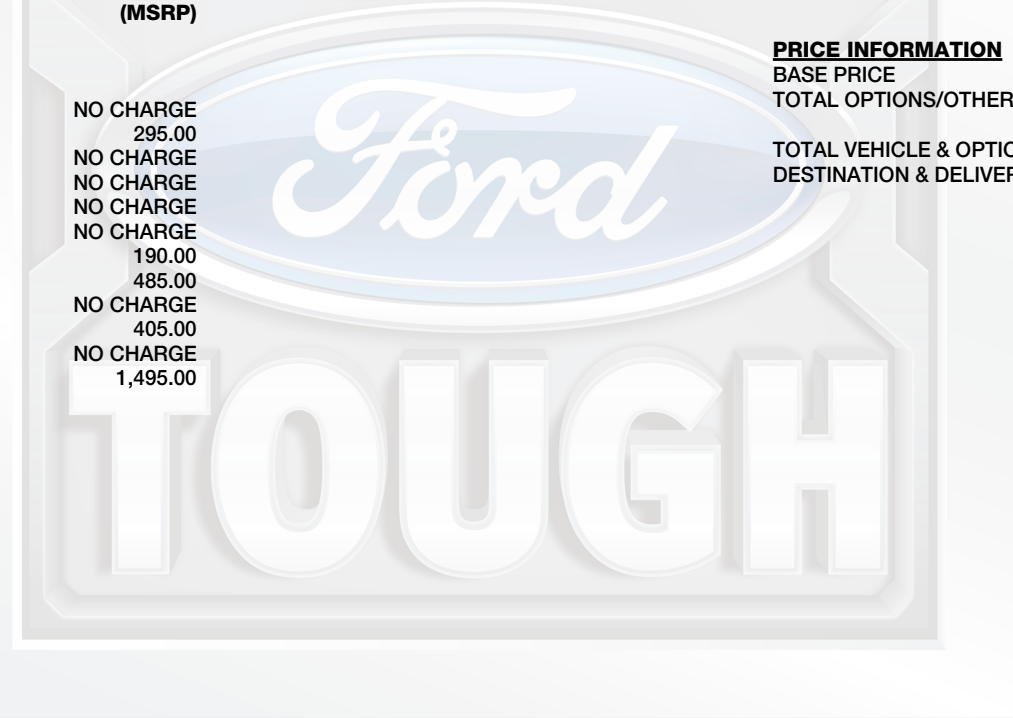 (MSRP)
NO CHARGE
295.00
NO CHARGE
NO CHARGE
NO CHARGE
NO CHARGE
190.00
485.00
NO CHARGE
405.00
NO CHARGE
1,495.00
PRICE INFORMATION
BASE PRICE
TOTAL OPTIONS/OTHER
TOTAL VEHICLE & OPTIO
DESTINATION & DELIVER
Ford
TOUGH